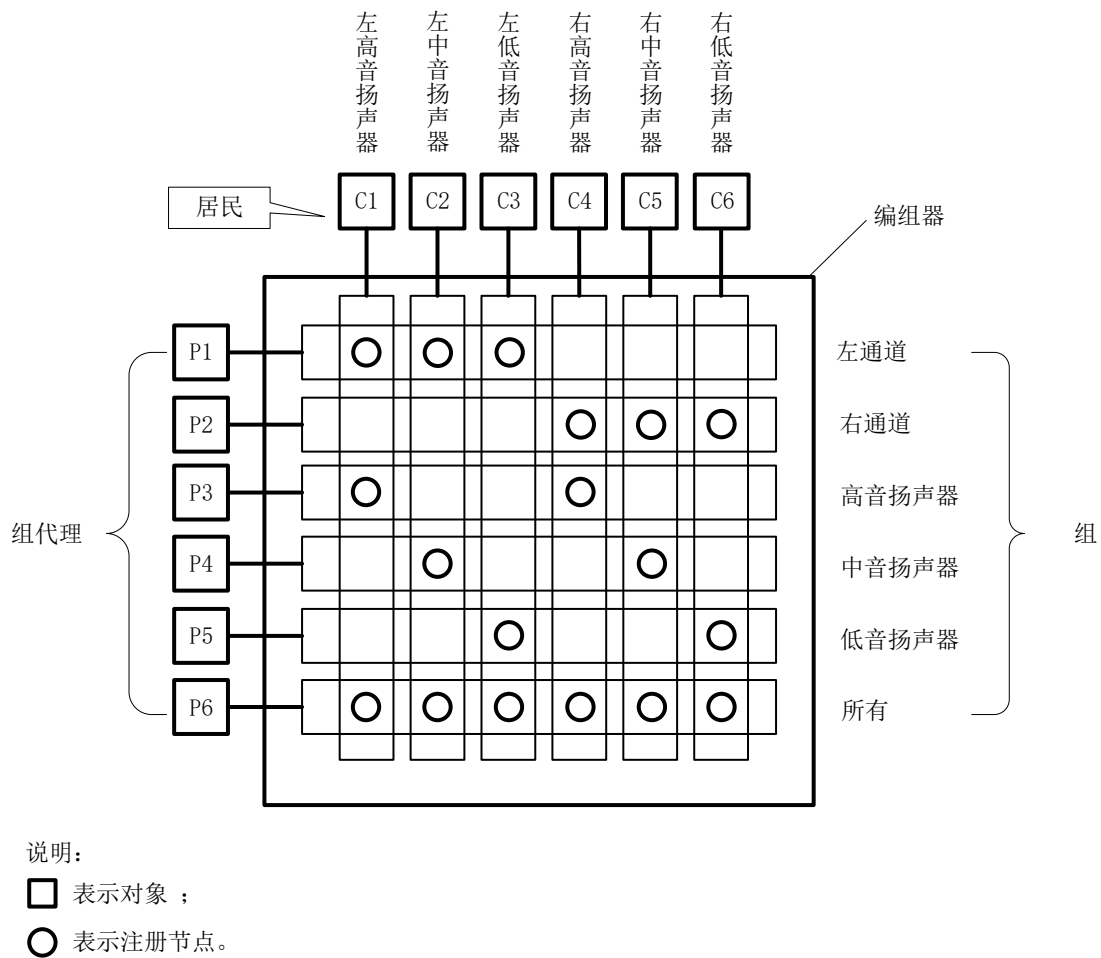 左高音扬声器
左中音扬声器
左低音扬声器
右高音扬声器
右中音扬声器
右低音扬声器
居民
C1
C2
C3
C4
C5
C6
编组器
P1
左通道
P2
右通道
P3
高音扬声器
组代理
组
P4
中音扬声器
P5
低音扬声器
P6
所有
说明:
表示对象 ;
表示注册节点。